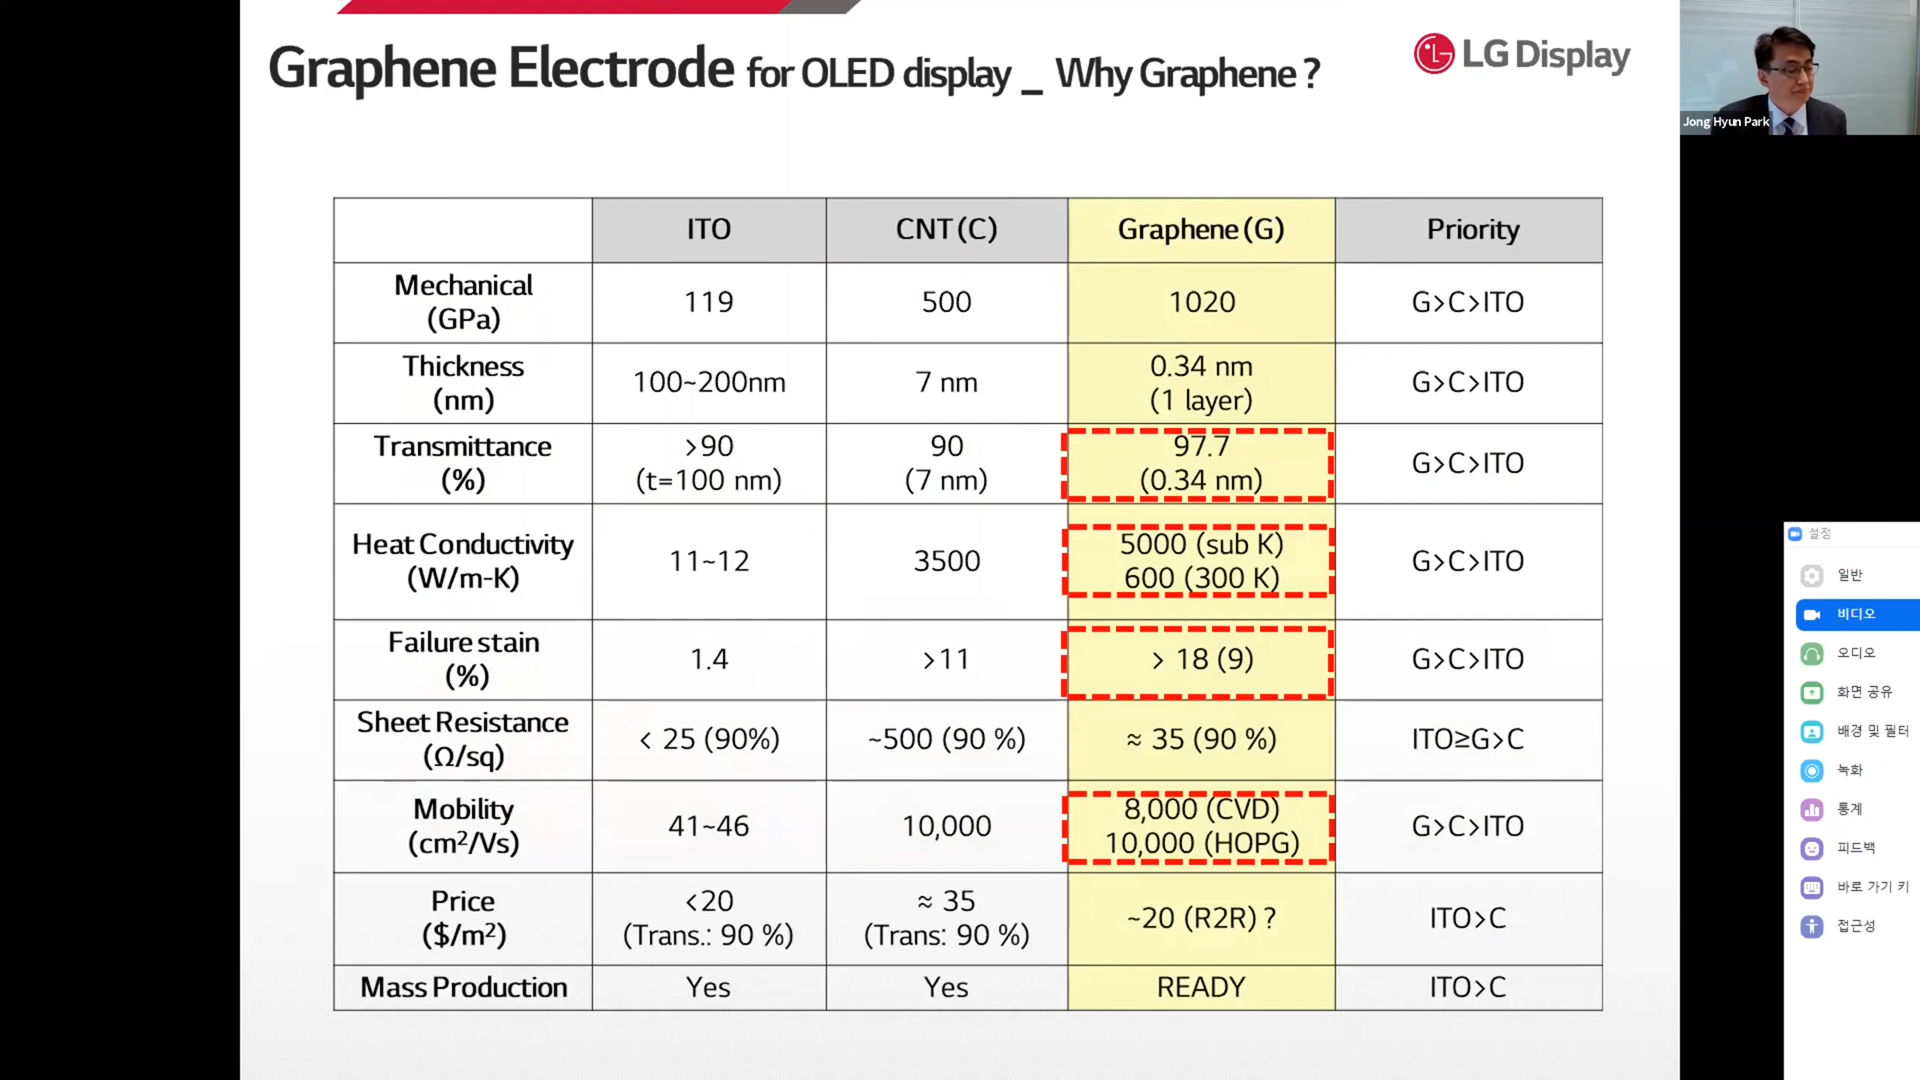 Graphene Electrode for OLED display _ Why Graphene ?
LG Display
Jong Hyun Park
ITO CNT (C) Graphene (G) Priority
Mechanical
(GPa)
119 500 1020 G>C>ITO
Thickness
(nm)
100~200nm 7 nm 0.34 nm
(1 layer)
G>C>ITO
Transmittance
(%)
>90
(t=100 nm)
90
(7 nm)
97.7
(0.34 nm)
G>C>ITO
Heat Conductivity
(W/m-K)
11~12 3500 5000 (sub K)
600 (300 K)
G>C>ITO
Failure stain
(%)
1.4 >11 > 18 (9) G>C>ITO
Sheet Resistance
(Ω/sq)
< 25 (90%) ~500 (90 %) ≈ 35 (90 %) ITO≥G>C
Mobility
(cm²/Vs)
41~46 10,000 8,000 (CVD)
10,000 (HOPG)
G>C>ITO
Price
($/m²)
<20
(Trans.: 90 %)
≈ 35
(Trans: 90 %)
~20 (R2R) ? ITO>C
Mass Production Yes Yes READY ITO>C
설정
일반
비디오
오디오
화면 공유
배경 및 필터
녹화
통계
피드백
바로 가기 키
접근성